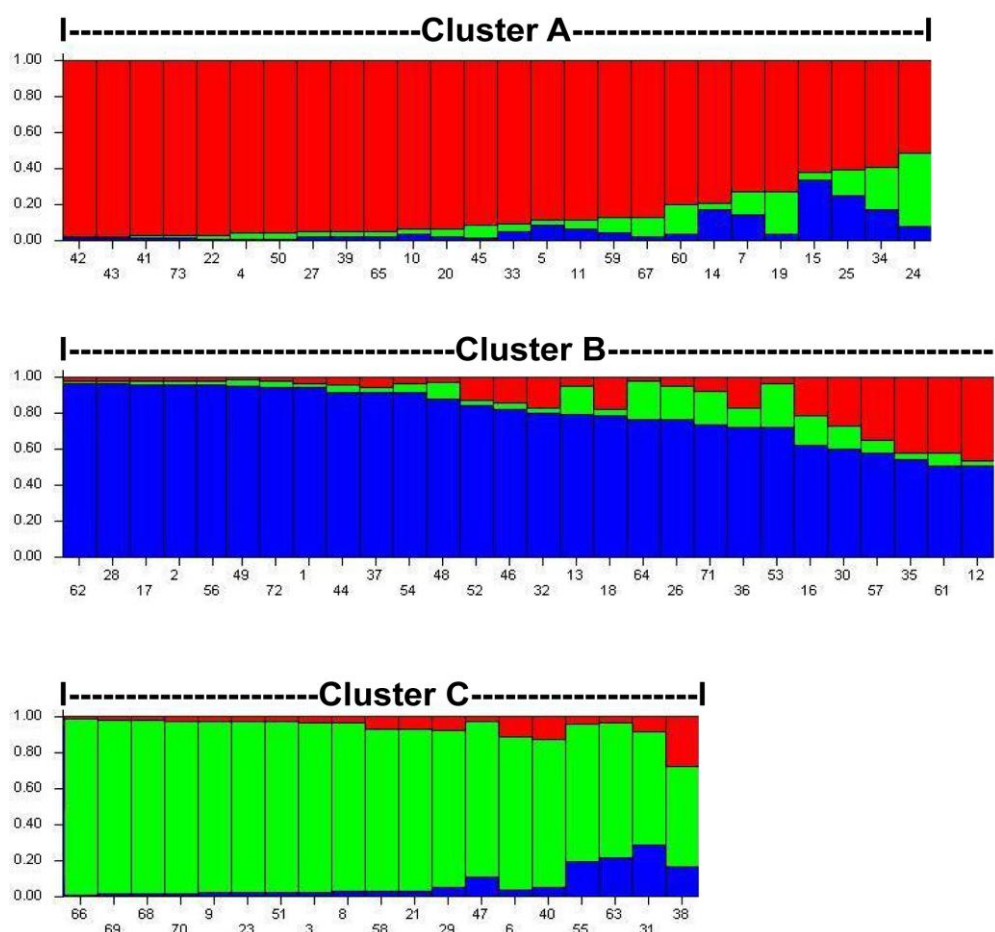 |-------------------------------Cluster A-------------------------------|
1.00
0.80
0.60
0.40
0.20
0.00
42 41 22 50 39 10 45 5 59 60 7 15 34
43 73 4 27 65 20 33 11 67 14 19 25 24
|-----------------------------------Cluster B-----------------------------------
1.00
0.80
0.60
0.40
0.20
0.00
28 2 49 1 37 48 46 13 64 71 53 30 35 12
62 17 56 72 44 54 52 32 18 26 36 16 57 61
|----------------------Cluster C--------------------|
1.00
0.80
0.60
0.40
0.20
0.00
66 68 9 51 8 21 47 40 63 38
69 70 23 3 58 29 6 55 31